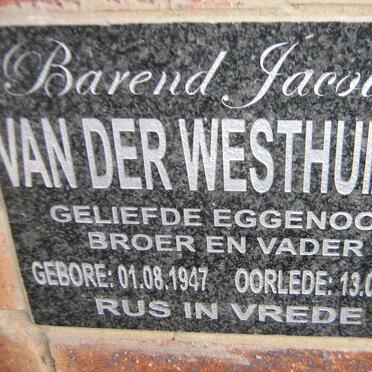 Barend Jacob
VAN DER WESTHUI
GELIEFDE EGGENOO
BROER EN VADER
GEBORE: 01.08.1947 OORLEDE: 13.0
RUS IN VREDE